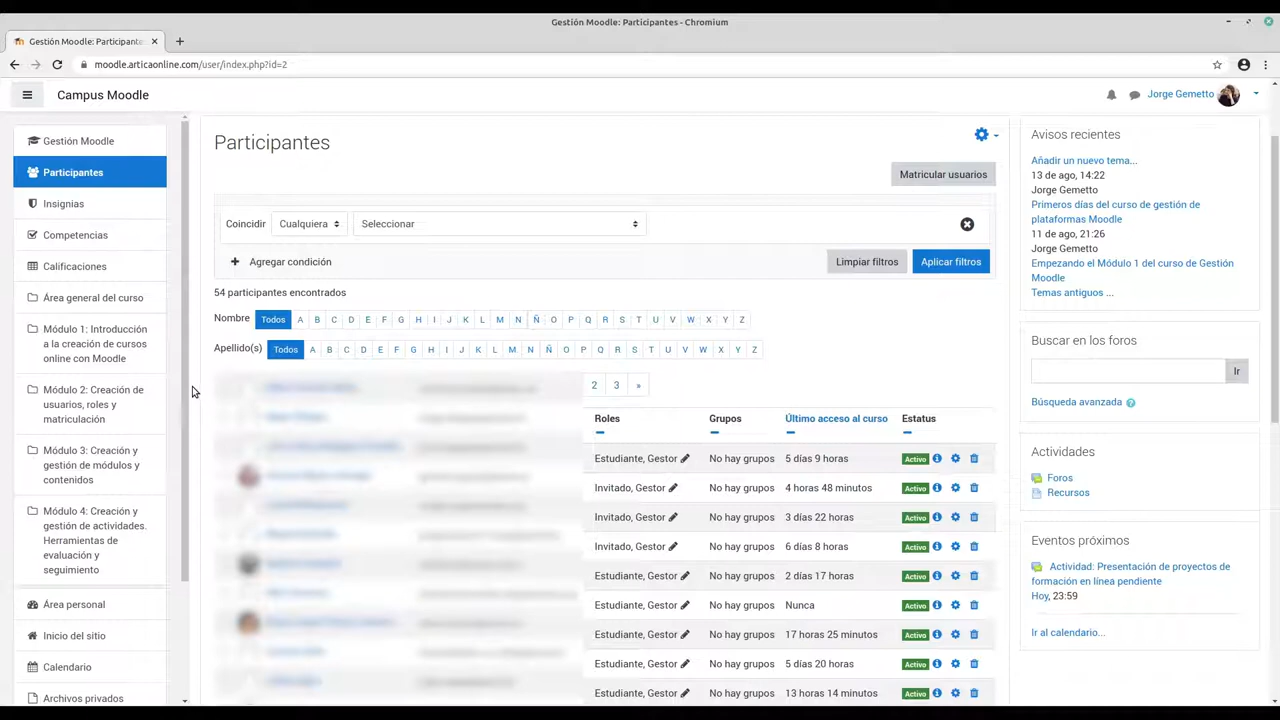 Gestión Moodle: Participantes - Chromium
Gestión Moodle: Participante
moodle.articaonline.com/user/index.php?id=2
Campus Moodle
Jorge Gemetto
Gestión Moodle
Participantes
Insignias
Competencias
Calificaciones
Área general del curso
Módulo 1: Introducción
a la creación de cursos
online con Moodle
Módulo 2: Creación de
usuarios, roles y
matriculación
Módulo 3: Creación y
gestión de módulos y
contenidos
Módulo 4: Creación y
gestión de actividades.
Herramientas de
evaluación y
seguimiento
Área personal
Inicio del sitio
Calendario
Archivos privados
Participantes
Matricular usuarios
Coincidir Cualquiera Seleccionar
Agregar condición Limpiar filtros Aplicar filtros
54 participantes encontrados
Nombre Todos A B C D E F G H I J K L M N Ñ O P Q R S T U V W X Y Z
Apellido(s) Todos A B C D E F G H I J K L M N Ñ O P Q R S T U V W X Y Z
2 3 »
Roles Grupos Último acceso al curso Estatus
Estudiante, Gestor No hay grupos 5 días 9 horas Activo
Invitado, Gestor No hay grupos 4 horas 48 minutos Activo
Invitado, Gestor No hay grupos 3 días 22 horas Activo
Invitado, Gestor No hay grupos 6 días 8 horas Activo
Estudiante, Gestor No hay grupos 2 días 17 horas Activo
Estudiante, Gestor No hay grupos Nunca Activo
Estudiante, Gestor No hay grupos 17 horas 25 minutos Activo
Estudiante, Gestor No hay grupos 5 días 20 horas Activo
Estudiante, Gestor No hay grupos 13 horas 14 minutos Activo
Avisos recientes
Añadir un nuevo tema...
13 de ago, 14:22
Jorge Gemetto
Primeros días del curso de gestión de
plataformas Moodle
11 de ago, 21:26
Jorge Gemetto
Empezando el Módulo 1 del curso de Gestión
Moodle
Temas antiguos ...
Buscar en los foros
Ir
Búsqueda avanzada
Actividades
Foros
Recursos
Eventos próximos
Actividad: Presentación de proyectos de
formación en línea pendiente
Hoy, 23:59
Ir al calendario...